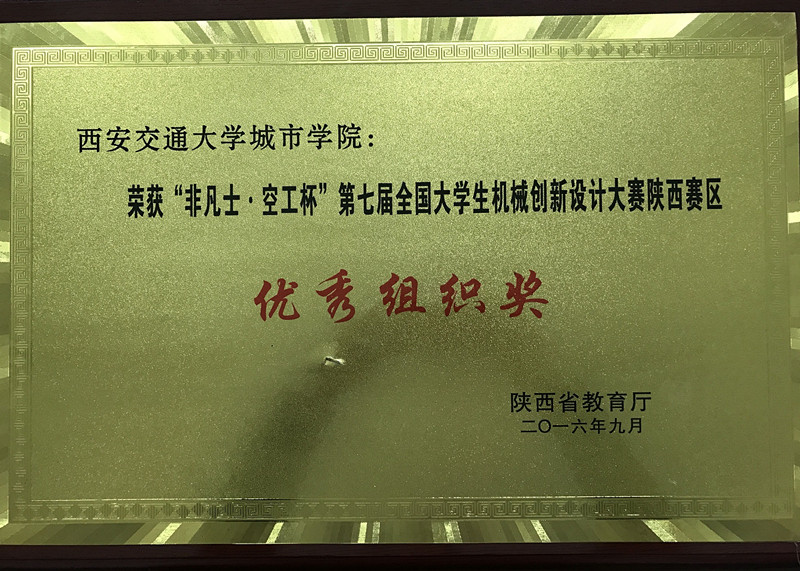 西安交通大学城市学院：
荣获“非凡士·空工杯”第七届全国大学生机械创新设计大赛陕西赛区
优秀组织奖
陕西省教育厅
二〇一六年九月